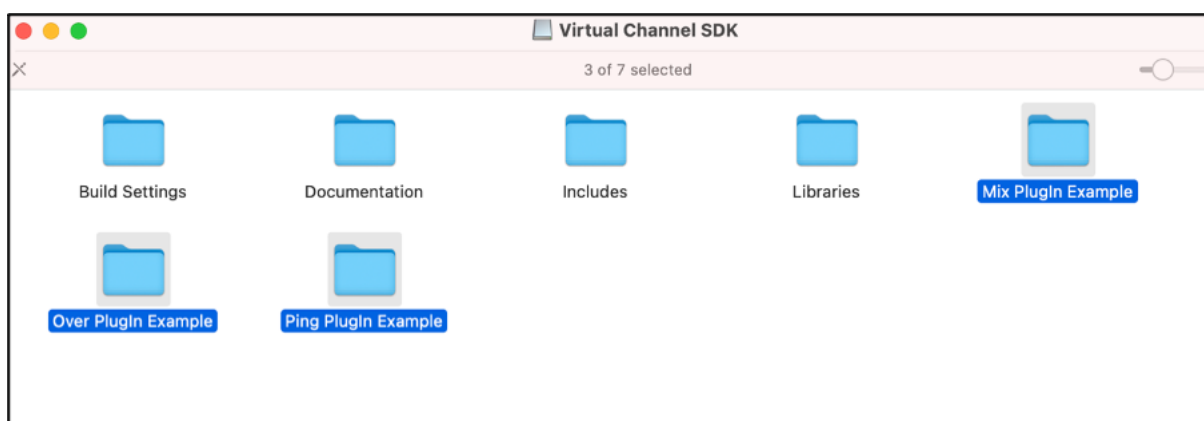 Virtual Channel SDK
3 of 7 selected
Build Settings
Documentation
Includes
Libraries
Mix PlugIn Example
Over PlugIn Example
Ping PlugIn Example